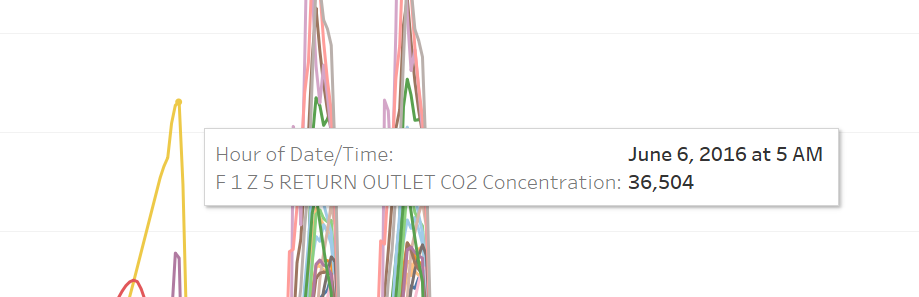 Hour of Date/Time: June 6, 2016 at 5 AM
F 1 Z 5 RETURN OUTLET CO2 Concentration: 36,504